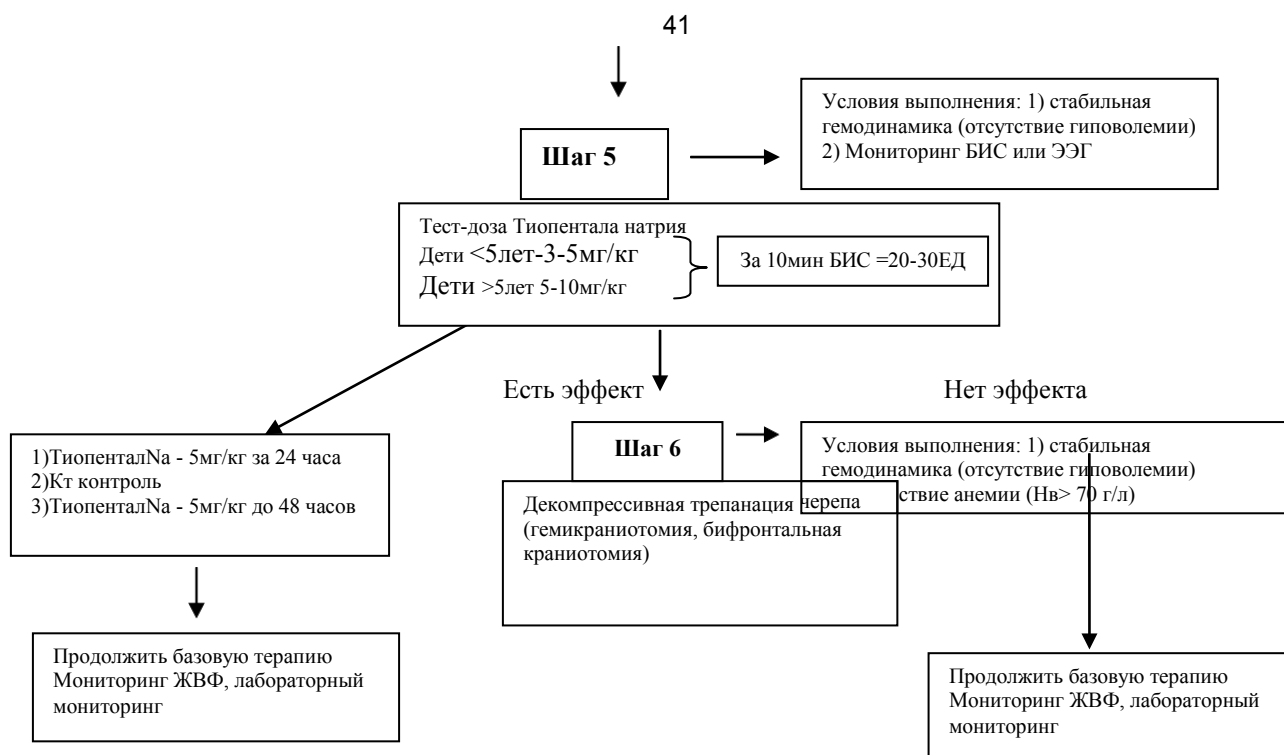 41
Шаг 5
Условия выполнения: 1) стабильная
гемодинамика (отсутствие гиповолемии)
2) Мониторинг БИС или ЭЭГ
Тест-доза Тиопентала натрия
Дети <5лет-3-5мг/кг
Дети >5лет 5-10мг/кг
За 10мин БИС =20-30ЕД
Есть эффект
Нет эффекта
1)ТиопенталNa - 5мг/кг за 24 часа
2)Кт контроль
3)ТиопенталNa - 5мг/кг до 48 часов
Шаг 6
Условия выполнения: 1) стабильная
гемодинамика (отсутствие гиповолемии)
ствие анемии (Нв> 70 г/л)
Декомпрессивная трепанация черепа
(гемикраниотомия, бифронтальная
краниотомия)
Продолжить базовую терапию
Мониторинг ЖВФ, лабораторный
мониторинг
Продолжить базовую терапию
Мониторинг ЖВФ, лабораторный
мониторинг